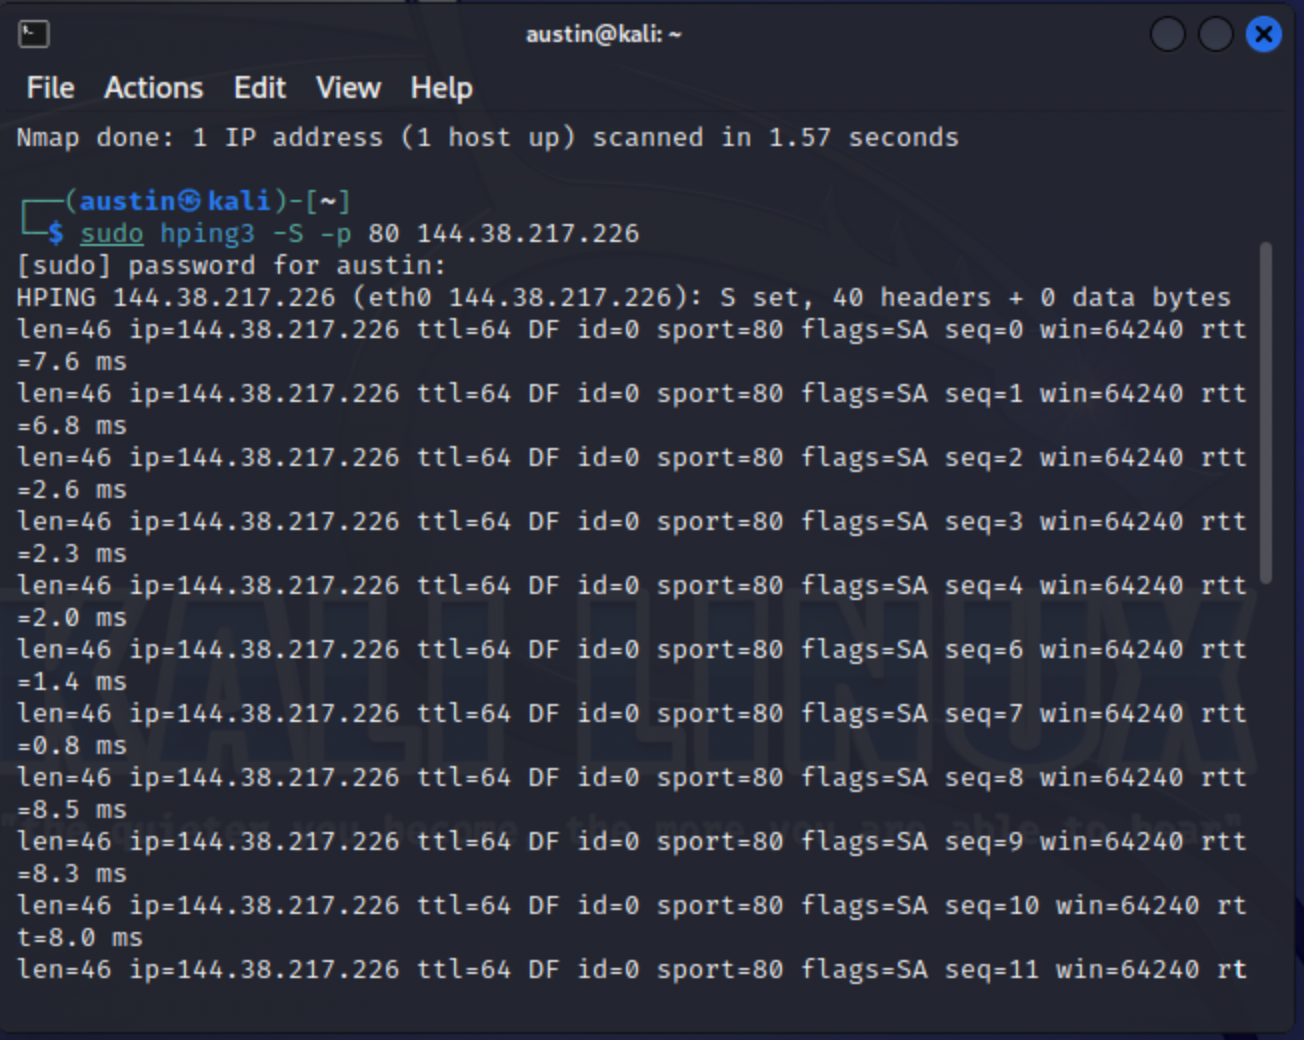 austin@kali: ~
File Actions Edit View Help
Nmap done: 1 IP address (1 host up) scanned in 1.57 seconds
┌──(austin㉿kali)-[~]
└─$ sudo hping3 -S -p 80 144.38.217.226
[sudo] password for austin:
HPING 144.38.217.226 (eth0 144.38.217.226): S set, 40 headers + 0 data bytes
len=46 ip=144.38.217.226 ttl=64 DF id=0 sport=80 flags=SA seq=0 win=64240 rtt
=7.6 ms
len=46 ip=144.38.217.226 ttl=64 DF id=0 sport=80 flags=SA seq=1 win=64240 rtt
=6.8 ms
len=46 ip=144.38.217.226 ttl=64 DF id=0 sport=80 flags=SA seq=2 win=64240 rtt
=2.6 ms
len=46 ip=144.38.217.226 ttl=64 DF id=0 sport=80 flags=SA seq=3 win=64240 rtt
=2.3 ms
len=46 ip=144.38.217.226 ttl=64 DF id=0 sport=80 flags=SA seq=4 win=64240 rtt
=2.0 ms
len=46 ip=144.38.217.226 ttl=64 DF id=0 sport=80 flags=SA seq=6 win=64240 rtt
=1.4 ms
len=46 ip=144.38.217.226 ttl=64 DF id=0 sport=80 flags=SA seq=7 win=64240 rtt
=0.8 ms
len=46 ip=144.38.217.226 ttl=64 DF id=0 sport=80 flags=SA seq=8 win=64240 rtt
=8.5 ms
len=46 ip=144.38.217.226 ttl=64 DF id=0 sport=80 flags=SA seq=9 win=64240 rtt
=8.3 ms
len=46 ip=144.38.217.226 ttl=64 DF id=0 sport=80 flags=SA seq=10 win=64240 rt
t=8.0 ms
len=46 ip=144.38.217.226 ttl=64 DF id=0 sport=80 flags=SA seq=11 win=64240 rt
KALI LINUX
"the quieter you become, the more you are able to hear"